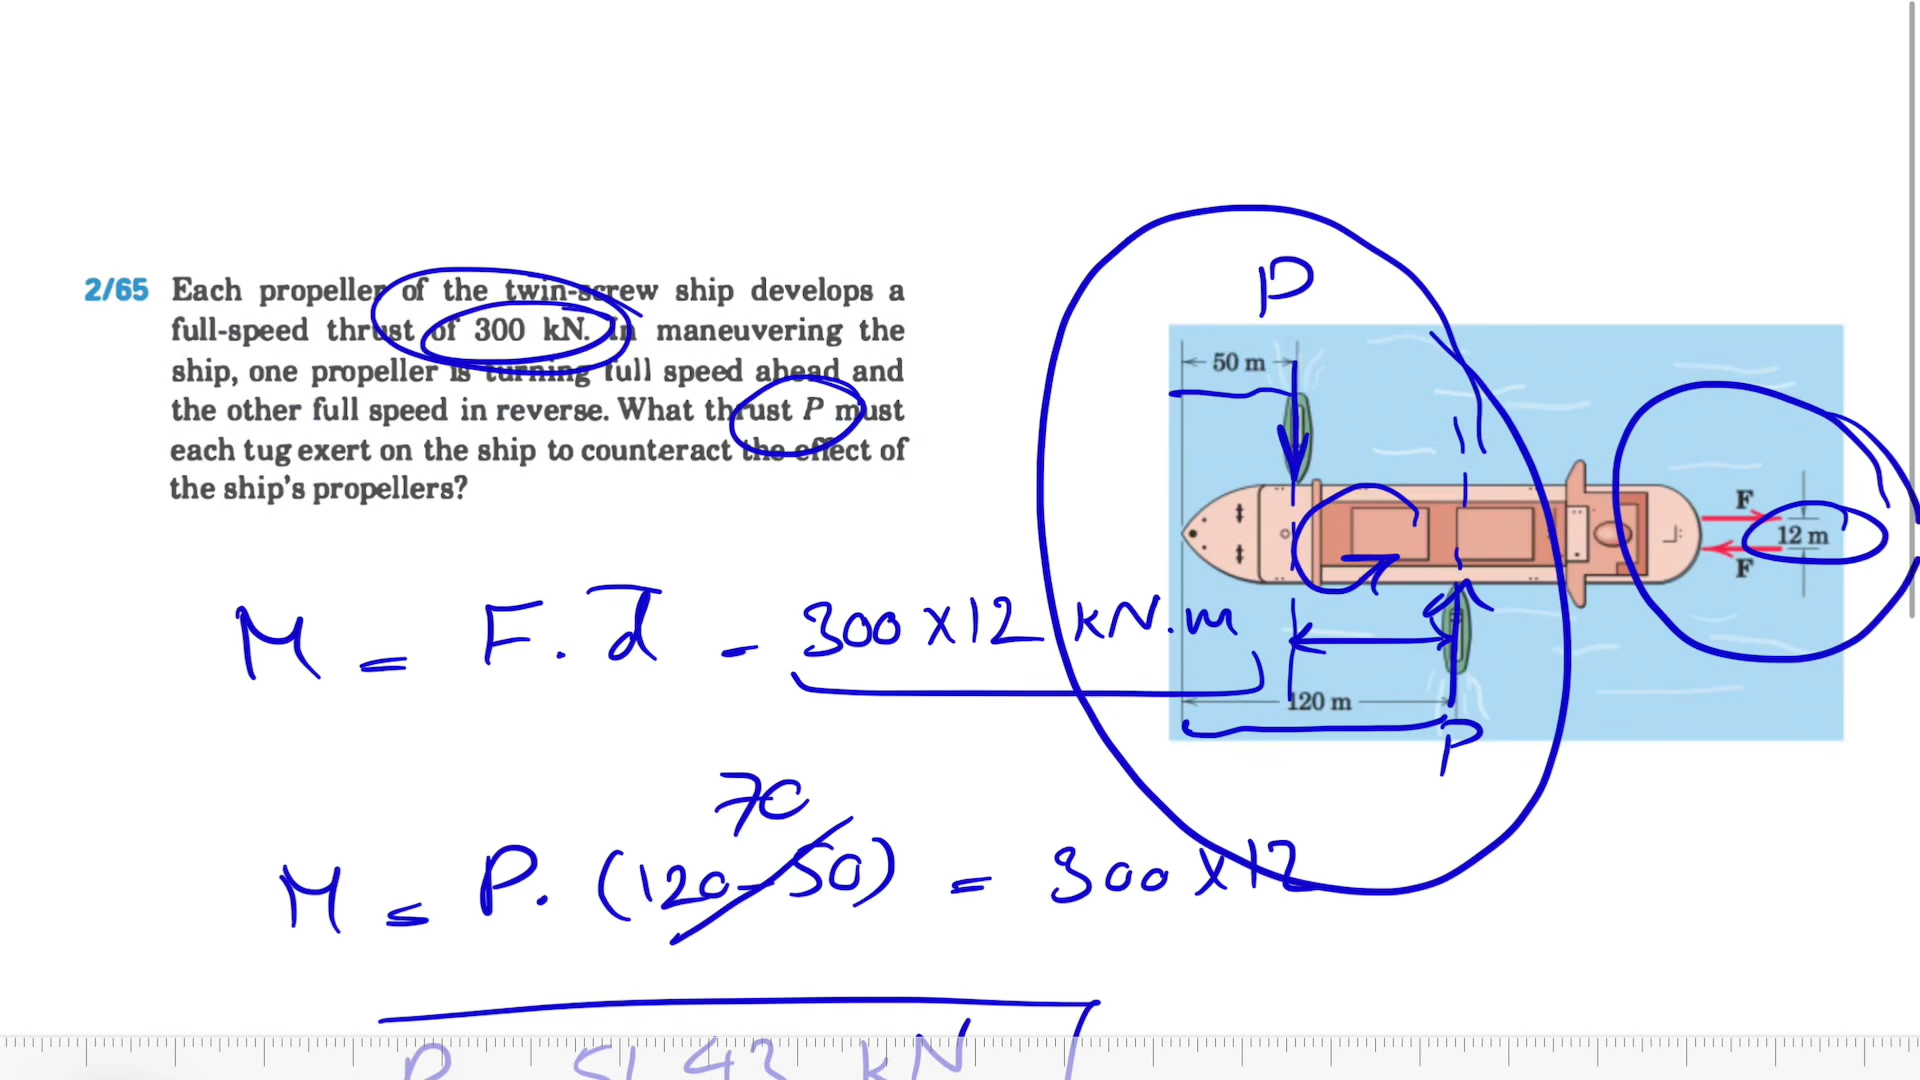 P
2/65 Each propeller of the twin-screw ship develops a
full-speed thrust of 300 kN. In maneuvering the
ship, one propeller is turning full speed ahead and
the other full speed in reverse. What thrust P must
each tug exert on the ship to counteract the effect of
the ship's propellers?
50 m
F
12 m
F
120 m
P
M = F . d = 300 x 12 kN.m
70
M = P. (120-50) = 300 x 12
P 51.43 kN